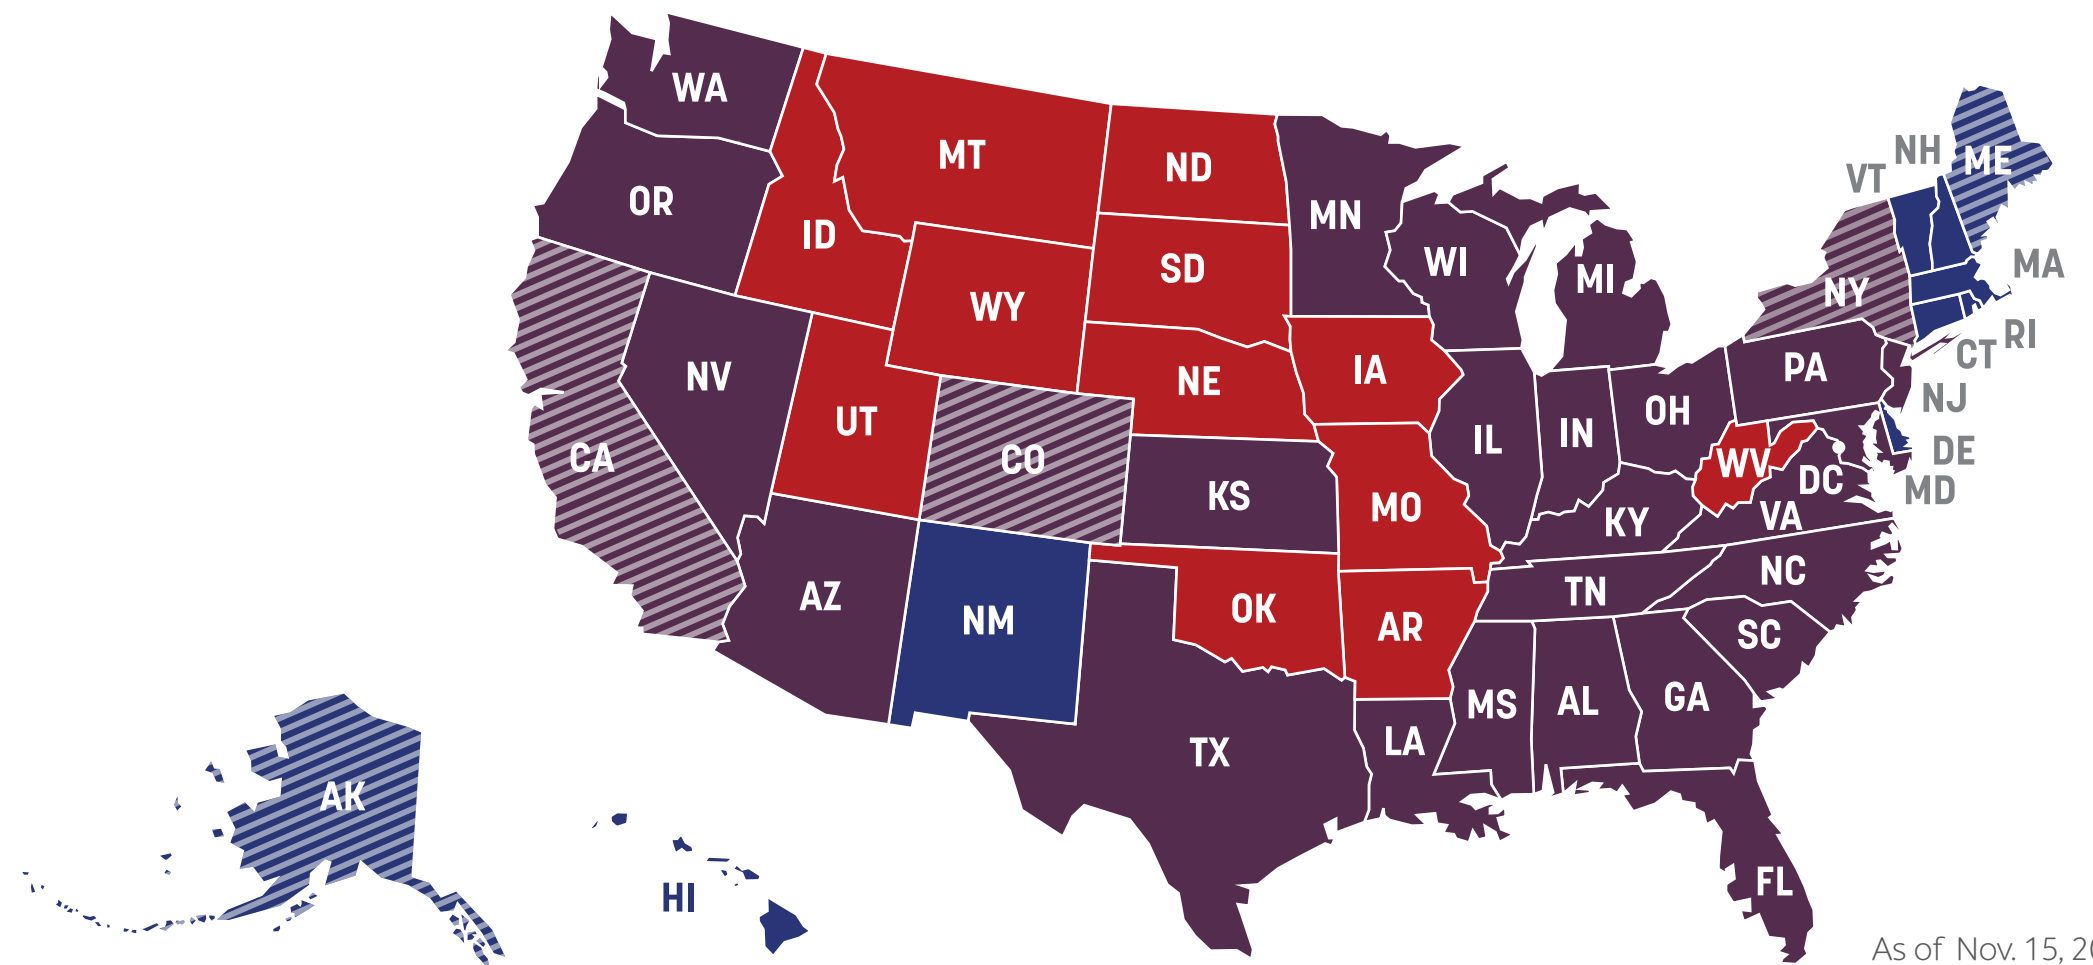 WA
MT
ND
MN
OR
ID
SD
WI
MI
NH
VT
ME
MA
NY
WY
NV
UT
NE
IA
PA
RI
CT
NJ
CA
CO
KS
MO
IL
IN
OH
WV
DE
DC
MD
KY
VA
AZ
NM
OK
AR
TN
NC
SC
TX
LA
MS
AL
GA
AK
HI
FL
As of Nov. 15, 20